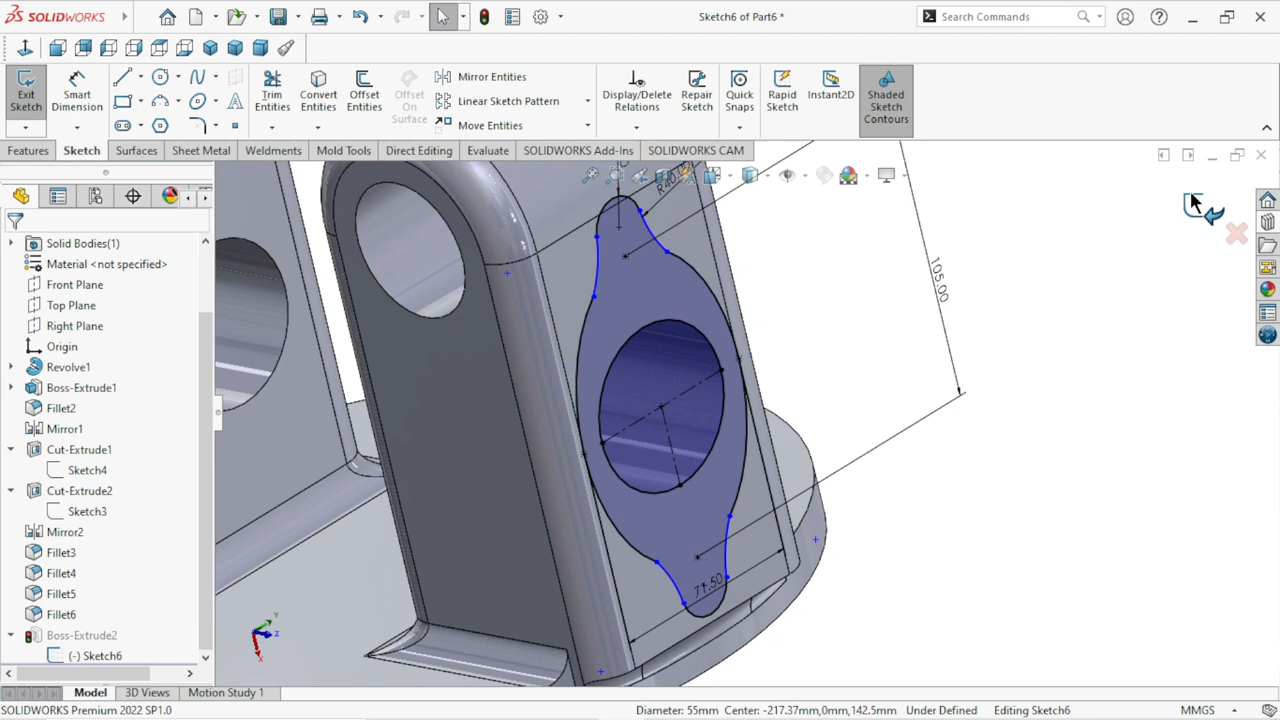 SOLIDWORKS
Sketch6 of Part6 *
Search Commands
Exit Sketch
Smart Dimension
Trim Entities
Convert Entities
Offset Entities
Offset On Surface
Mirror Entities
Linear Sketch Pattern
Move Entities
Display/Delete Relations
Repair Sketch
Quick Snaps
Rapid Sketch
Instant2D
Shaded Sketch Contours
Features
Sketch
Surfaces
Sheet Metal
Weldments
Mold Tools
Direct Editing
Evaluate
SOLIDWORKS Add-Ins
SOLIDWORKS CAM
Solid Bodies(1)
Material <not specified>
Front Plane
Top Plane
Right Plane
Origin
Revolve1
Boss-Extrude1
Fillet2
Mirror1
Cut-Extrude1
Sketch4
Cut-Extrude2
Sketch3
Mirror2
Fillet3
Fillet4
Fillet5
Fillet6
Boss-Extrude2
(-) Sketch6
105.00
71.50
Y
Z
X
Model
3D Views
Motion Study 1
SOLIDWORKS Premium 2022 SP1.0
Diameter: 55mm Center: -217.37mm,0mm,142.5mm
Under Defined
Editing Sketch6
MMGS